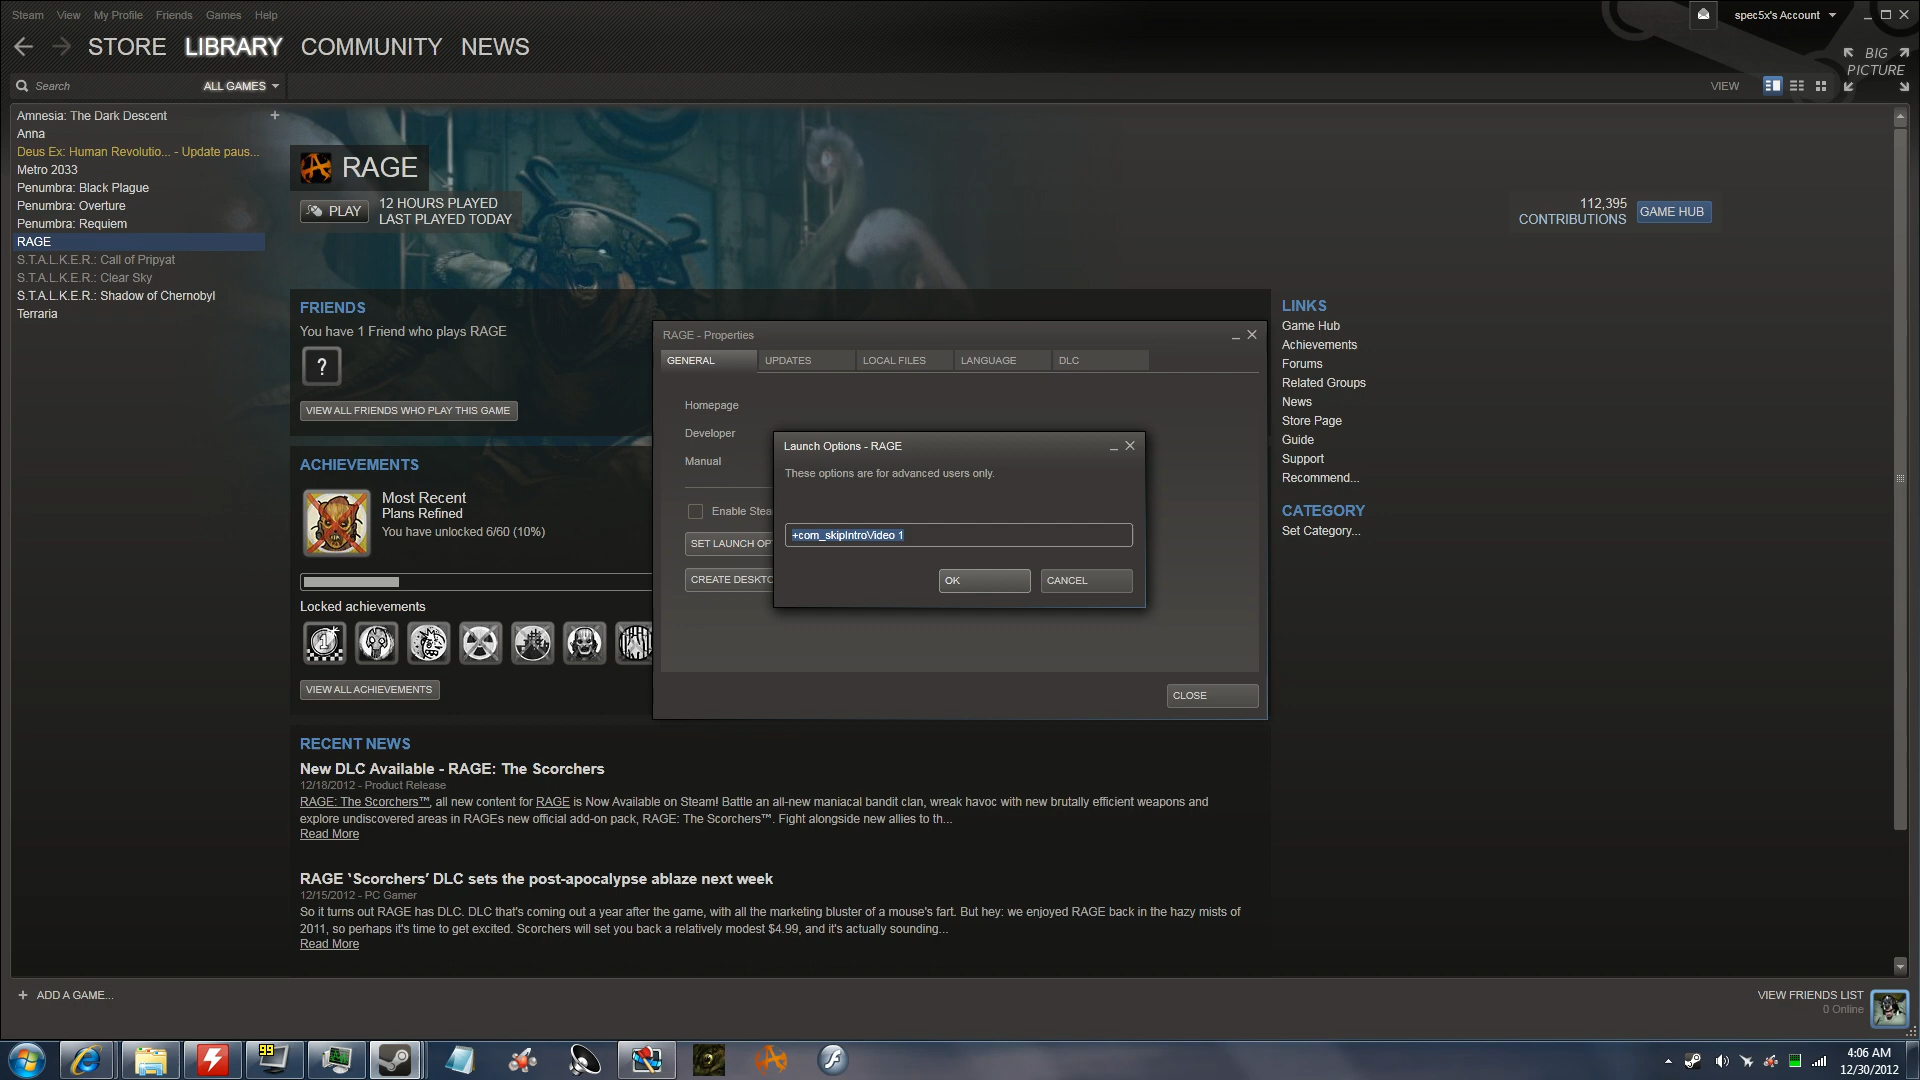 Steam View My Profile Friends Games Help
spec5x's Account
STORE LIBRARY COMMUNITY NEWS
BIG PICTURE
Search ALL GAMES
VIEW
Amnesia: The Dark Descent
Anna
Deus Ex: Human Revolutio... - Update paus...
Metro 2033
Penumbra: Black Plague
Penumbra: Overture
Penumbra: Requiem
RAGE
S.T.A.L.K.E.R.: Call of Pripyat
S.T.A.L.K.E.R.: Clear Sky
S.T.A.L.K.E.R.: Shadow of Chernobyl
Terraria
RAGE
PLAY
12 HOURS PLAYED
LAST PLAYED TODAY
112,395
CONTRIBUTIONS
GAME HUB
FRIENDS
You have 1 Friend who plays RAGE
?
VIEW ALL FRIENDS WHO PLAY THIS GAME
ACHIEVEMENTS
Most Recent
Plans Refined
You have unlocked 6/60 (10%)
Locked achievements
1
VIEW ALL ACHIEVEMENTS
RAGE - Properties
GENERAL UPDATES LOCAL FILES LANGUAGE DLC
Homepage
Developer
Manual
Enable Stea
SET LAUNCH OPT
CREATE DESKTO
CLOSE
Launch Options - RAGE
These options are for advanced users only.
+com_skipIntroVideo 1
OK CANCEL
LINKS
Game Hub
Achievements
Forums
Related Groups
News
Store Page
Guide
Support
Recommend...
CATEGORY
Set Category...
RECENT NEWS
New DLC Available - RAGE: The Scorchers
12/18/2012 - Product Release
RAGE: The Scorchers™, all new content for RAGE is Now Available on Steam! Battle an all-new maniacal bandit clan, wreak havoc with new brutally efficient weapons and
explore undiscovered areas in RAGEs new official add-on pack, RAGE: The Scorchers™. Fight alongside new allies to th...
Read More
RAGE ‛Scorchers′ DLC sets the post-apocalypse ablaze next week
12/15/2012 - PC Gamer
So it turns out RAGE has DLC. DLC that's coming out a year after the game, with all the marketing bluster of a mouse's fart. But hey: we enjoyed RAGE back in the hazy mists of
2011, so perhaps it's time to get excited. Scorchers will set you back a relatively modest $4.99, and it's actually sounding...
Read More
+ ADD A GAME...
VIEW FRIENDS LIST
0 Online
99
4:06 AM
12/30/2012